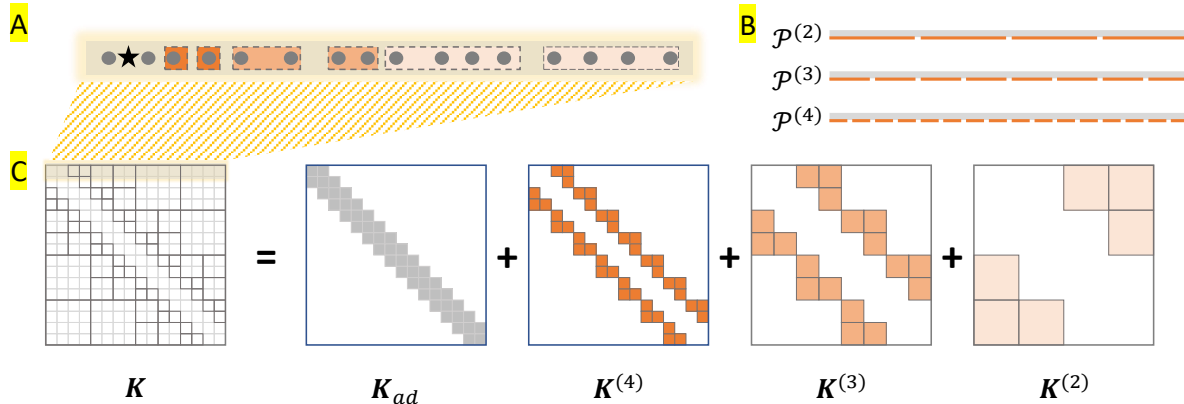 A
B
𝒫^(2)
𝒫^(3)
𝒫^(4)
C
= + + +
K K_ad K^(4) K^(3) K^(2)